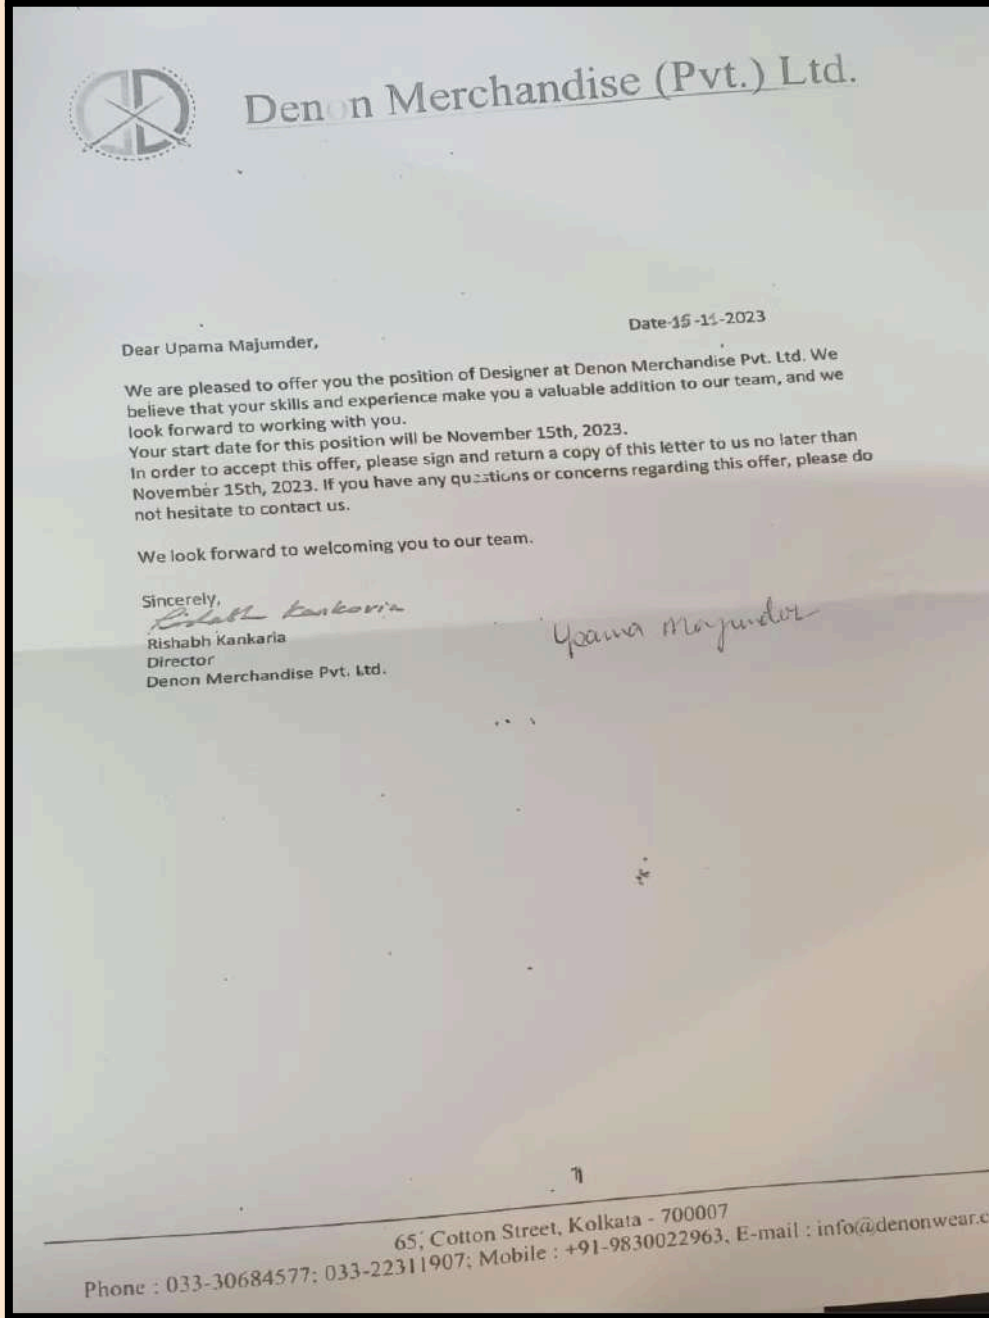 Denon Merchandise (Pvt.) Ltd.
Date-15-11-2023
Dear Upama Majumder,
We are pleased to offer you the position of Designer at Denon Merchandise Pvt. Ltd. We
believe that your skills and experience make you a valuable addition to our team, and we
look forward to working with you.
Your start date for this position will be November 15th, 2023.
In order to accept this offer, please sign and return a copy of this letter to us no later than
November 15th, 2023. If you have any questions or concerns regarding this offer, please do
not hesitate to contact us.
We look forward to welcoming you to our team.
Sincerely,
Rishabh Kankaria
Upama Majumder
Rishabh Kankaria
Director
Denon Merchandise Pvt. Ltd.
65, Cotton Street, Kolkata - 700007
Phone : 033-30684577; 033-22311907; Mobile : +91-9830022963, E-mail : info@denonwear.c